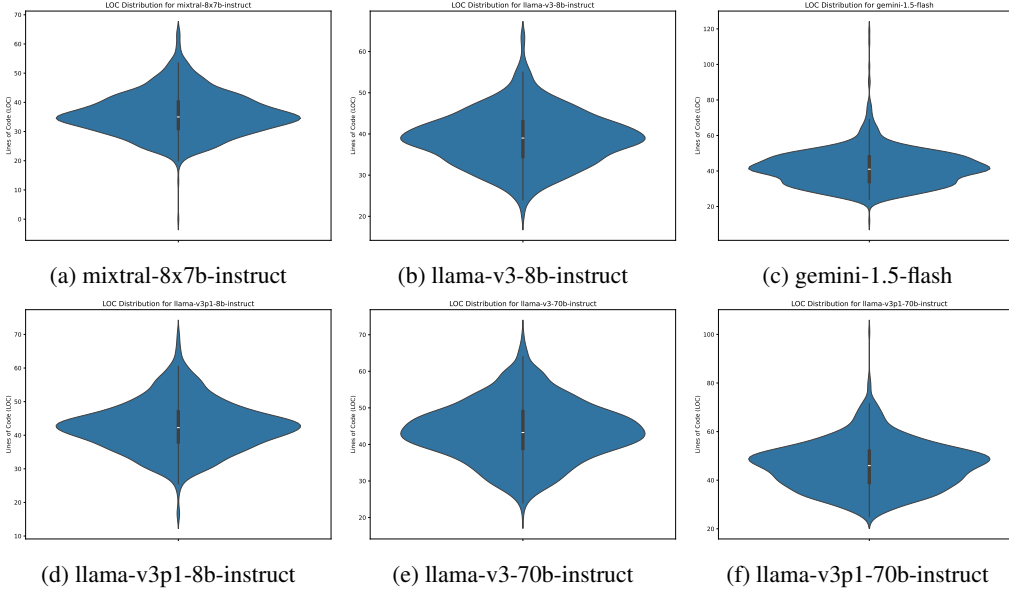 LOC Distribution for mixtral-8x7b-instruct
Lines of Code (LOC)
70
60
50
40
30
20
10
0
(a) mixtral-8x7b-instruct
LOC Distribution for llama-v3-8b-instruct
Lines of Code (LOC)
60
50
40
30
20
(b) llama-v3-8b-instruct
LOC Distribution for gemini-1.5-flash
Lines of Code (LOC)
120
100
80
60
40
20
(c) gemini-1.5-flash
LOC Distribution for llama-v3p1-8b-instruct
Lines of Code (LOC)
70
60
50
40
30
20
10
(d) llama-v3p1-8b-instruct
LOC Distribution for llama-v3-70b-instruct
Lines of Code (LOC)
70
60
50
40
30
20
(e) llama-v3-70b-instruct
LOC Distribution for llama-v3p1-70b-instruct
Lines of Code (LOC)
100
80
60
40
20
(f) llama-v3p1-70b-instruct